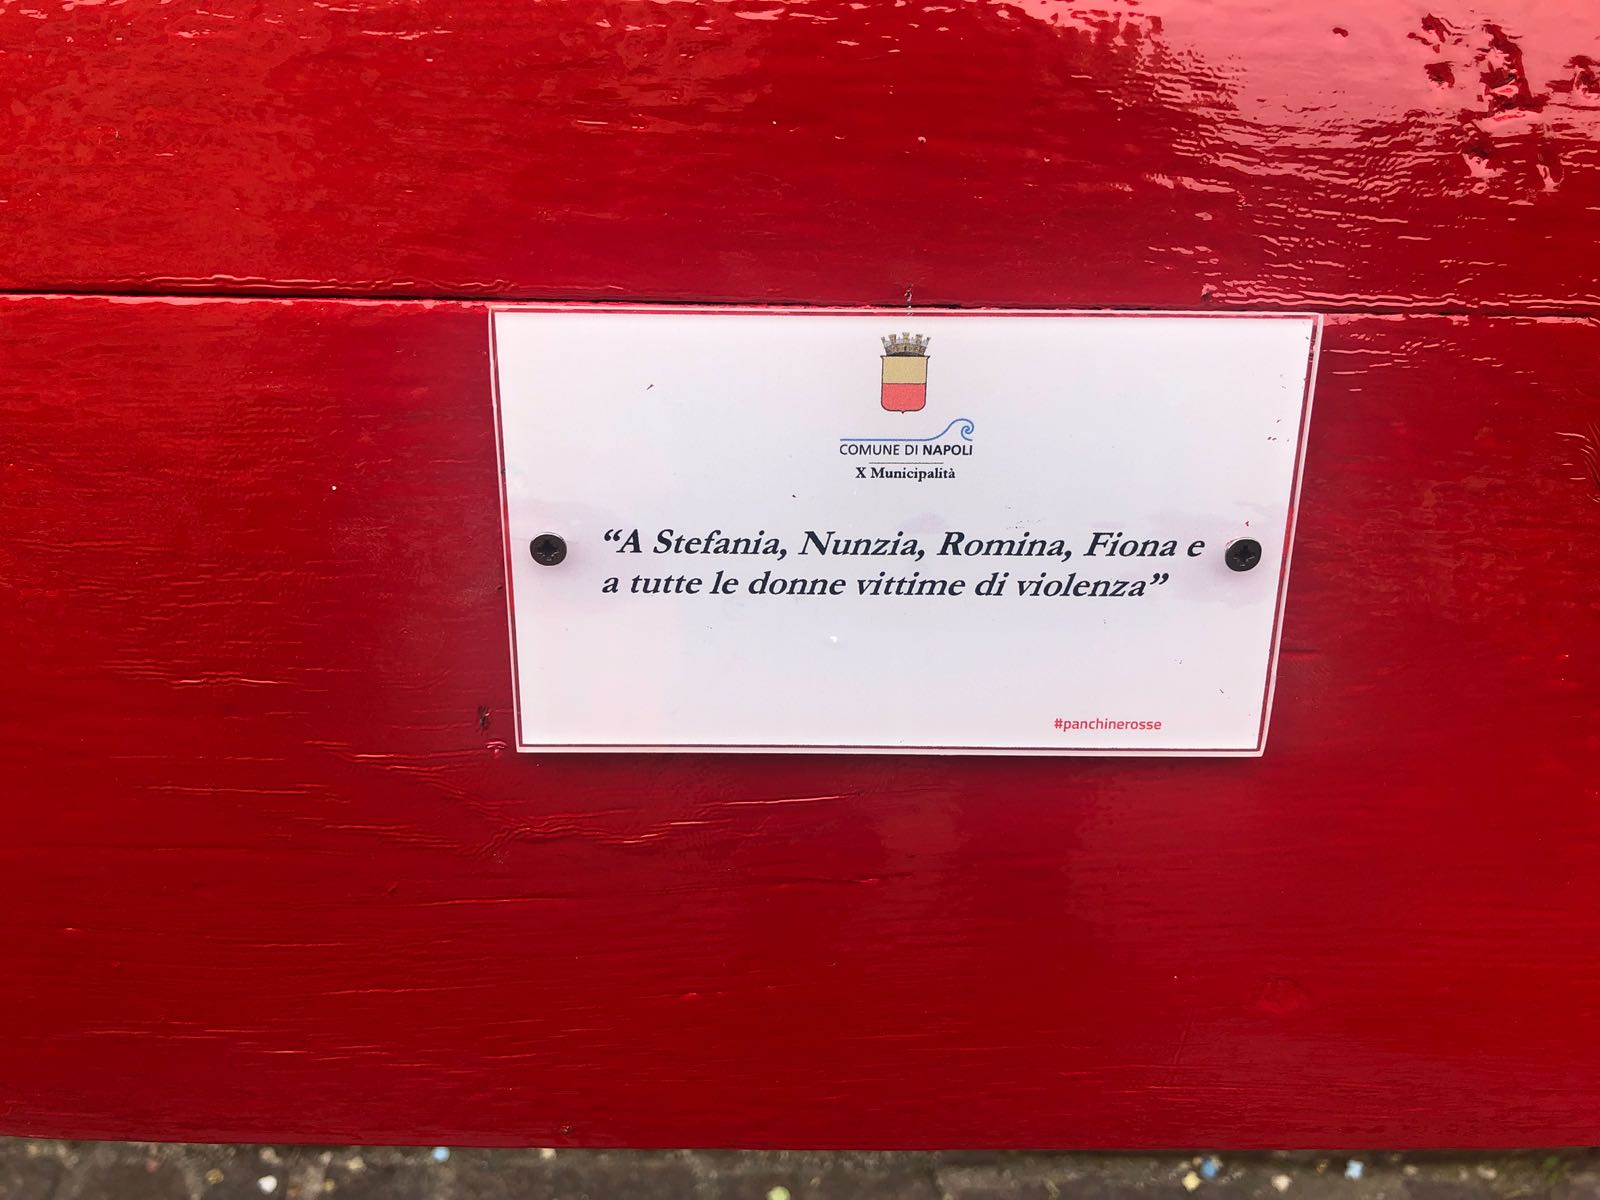 COMUNE DI NAPOLI
X Municipalità
“A Stefania, Nunzia, Romina, Fiona e
a tutte le donne vittime di violenza”
#panchinerosse